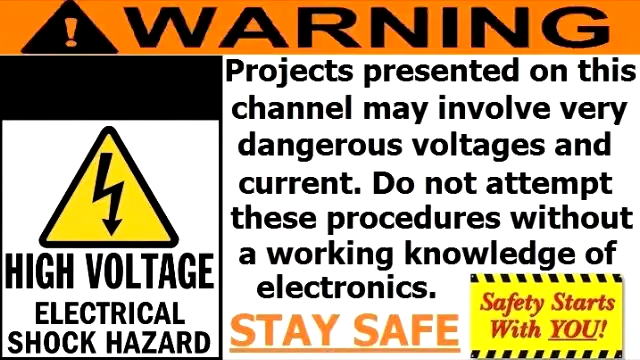 WARNING
Projects presented on this
channel may involve very
dangerous voltages and
current. Do not attempt
these procedures without
a working knowledge of
electronics.
STAY SAFE
HIGH VOLTAGE
ELECTRICAL
SHOCK HAZARD
Safety Starts
With YOU!